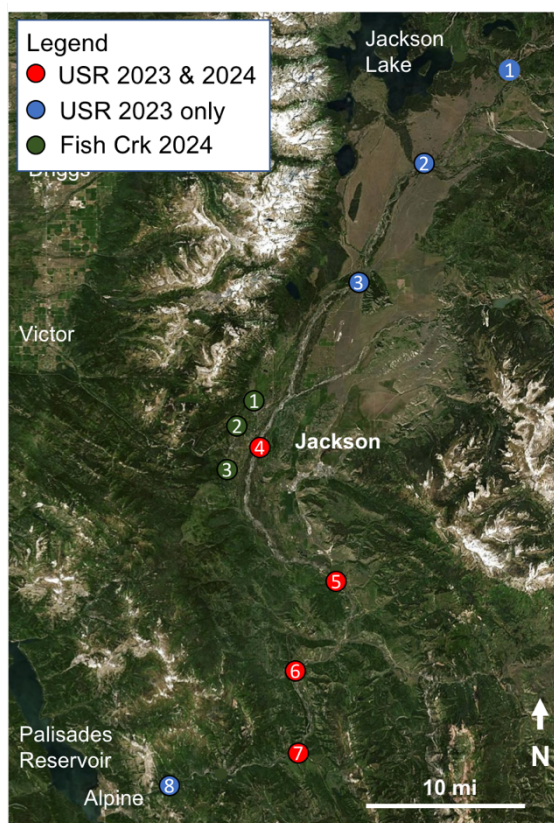 Legend
USR 2023 & 2024
USR 2023 only
Fish Crk 2024
Jackson
Lake
1
2
Driggs
3
Victor
1
2
4
Jackson
3
5
6
N
7
Palisades
Reservoir
8
Alpine
10 mi